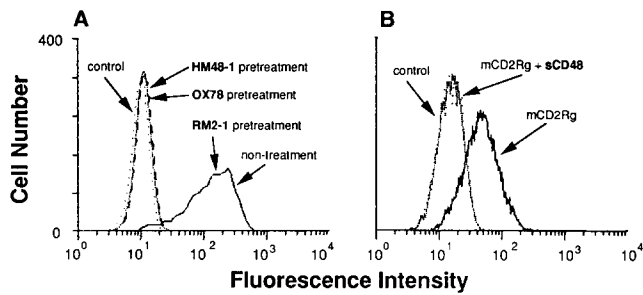 A
400
0
Cell Number
control
HM48-1 pretreatment
OX78 pretreatment
RM2-1 pretreatment
non-treatment
10^0
10^1
10^2
10^3
10^4
B
control
mCD2Rg + sCD48
mCD2Rg
10^0
10^1
10^2
10^3
10^4
Fluorescence Intensity